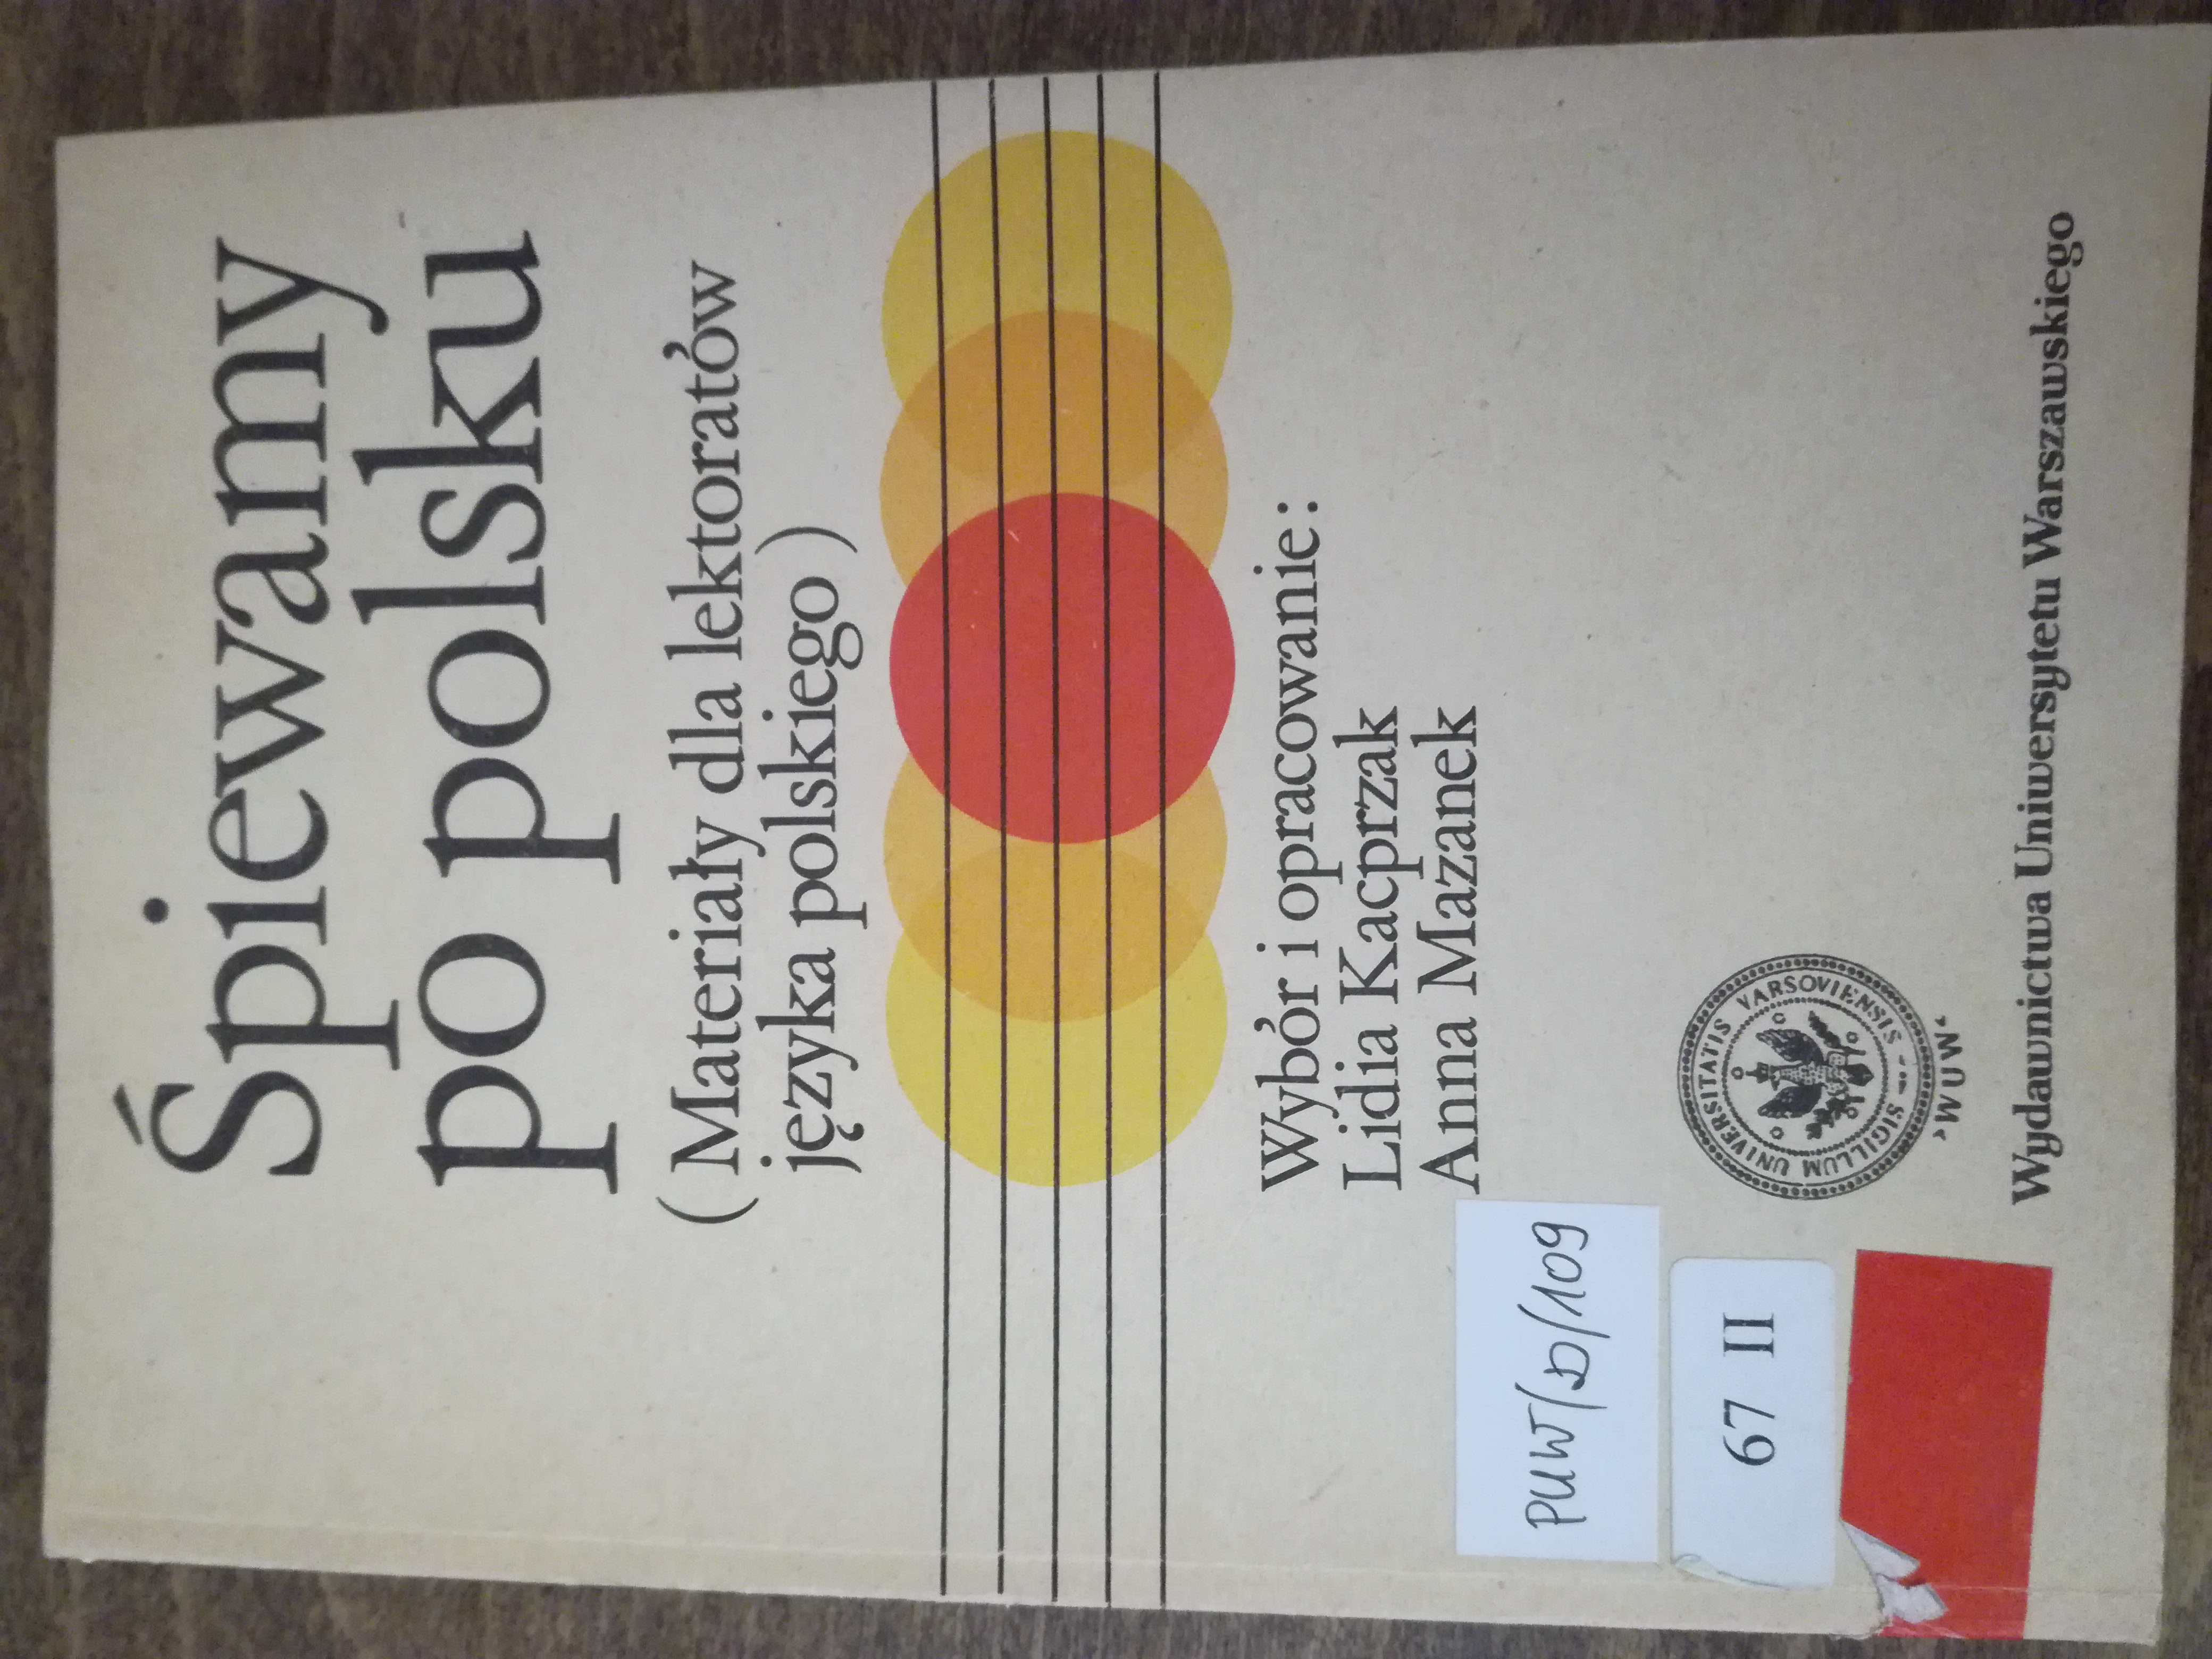 Śpiewamy
po polsku
(Materiały dla lektoratów
języka polskiego)
Wybór i opracowanie:
Lidia Kacprzak
Anna Mazanek
PUWT/D/109
67 II
SIGILLUM UNIVERSITATIS VARSOVIENSIS
›WUW‹
Wydawnictwa Uniwersytetu Warszawskiego